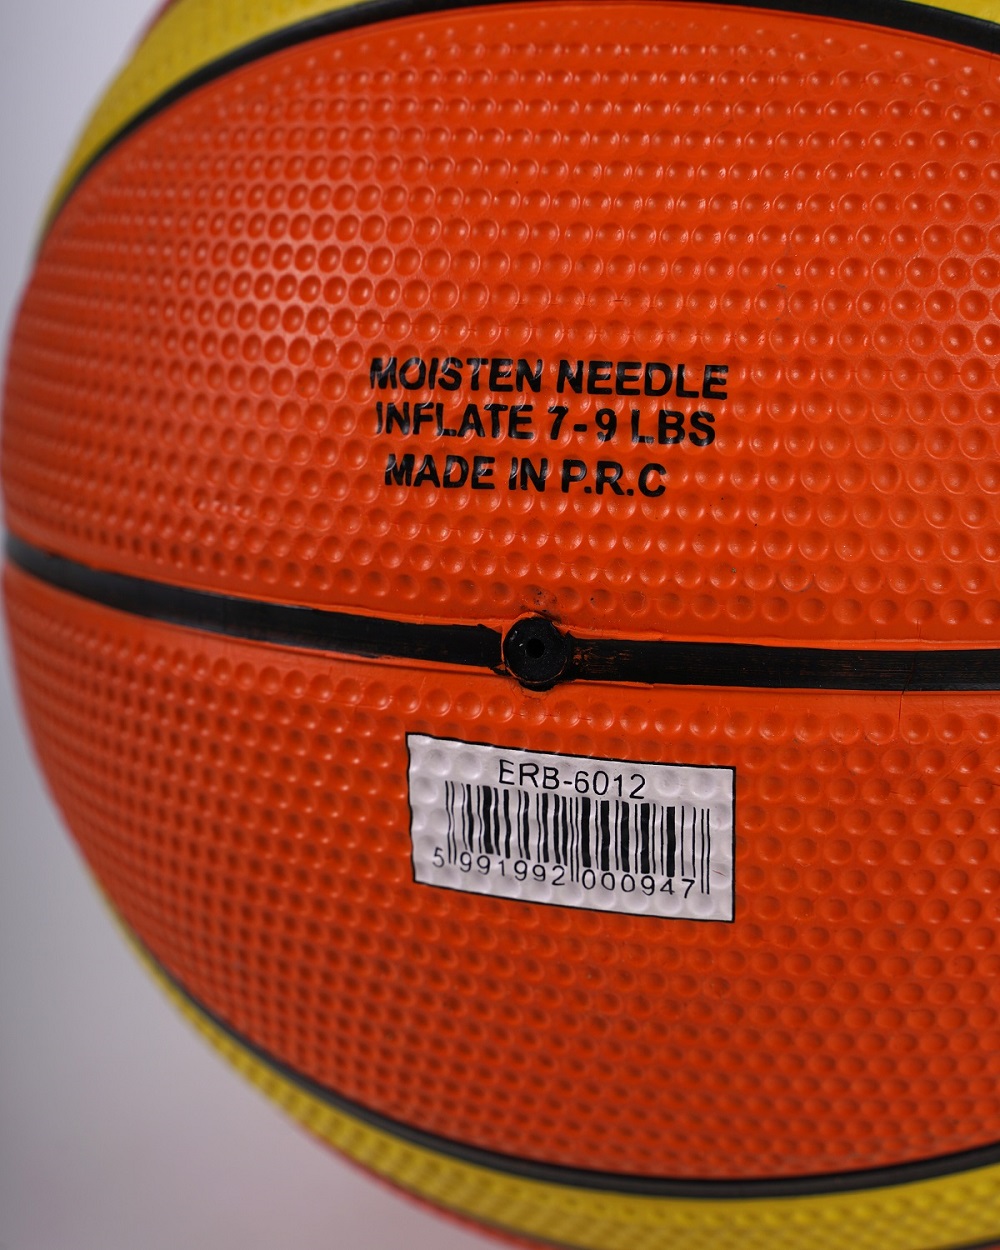 MOISTEN NEEDLE
INFLATE 7-9 LBS
MADE IN P.R.C
ERB-6012
5 991992 000947